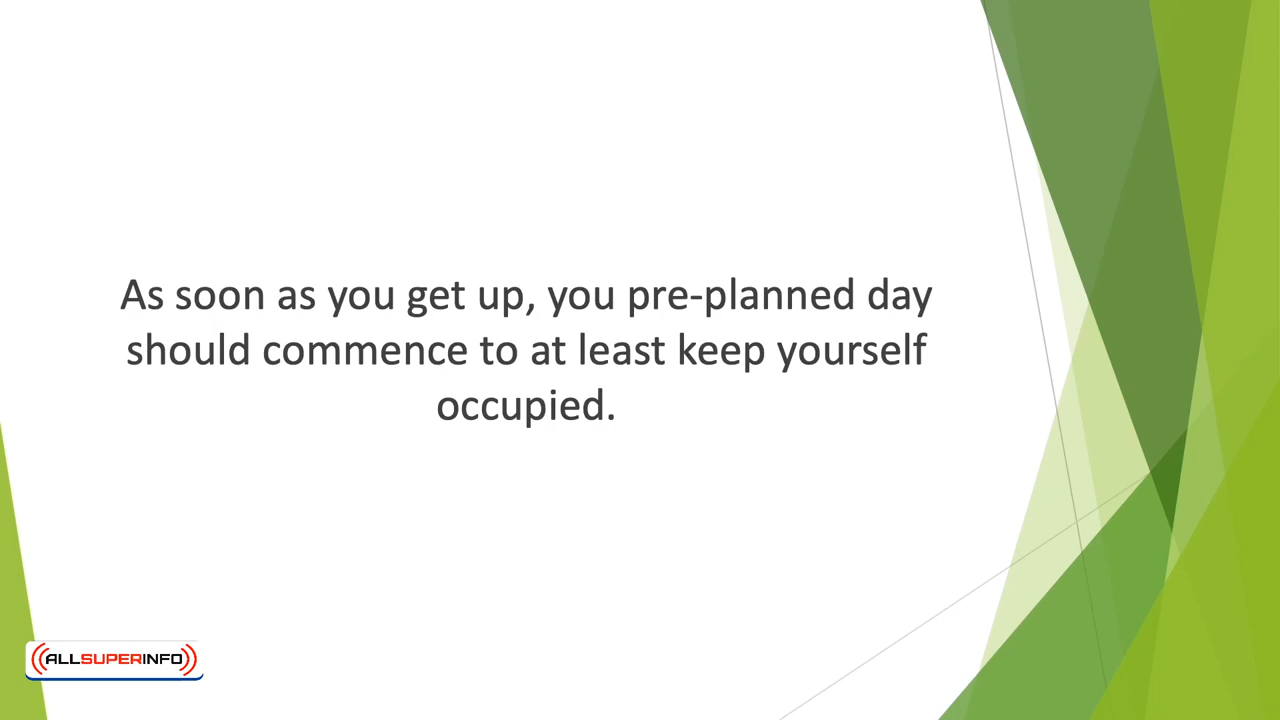 As soon as you get up, you pre-planned day
should commence to at least keep yourself
occupied.
ALLSUPERINFO